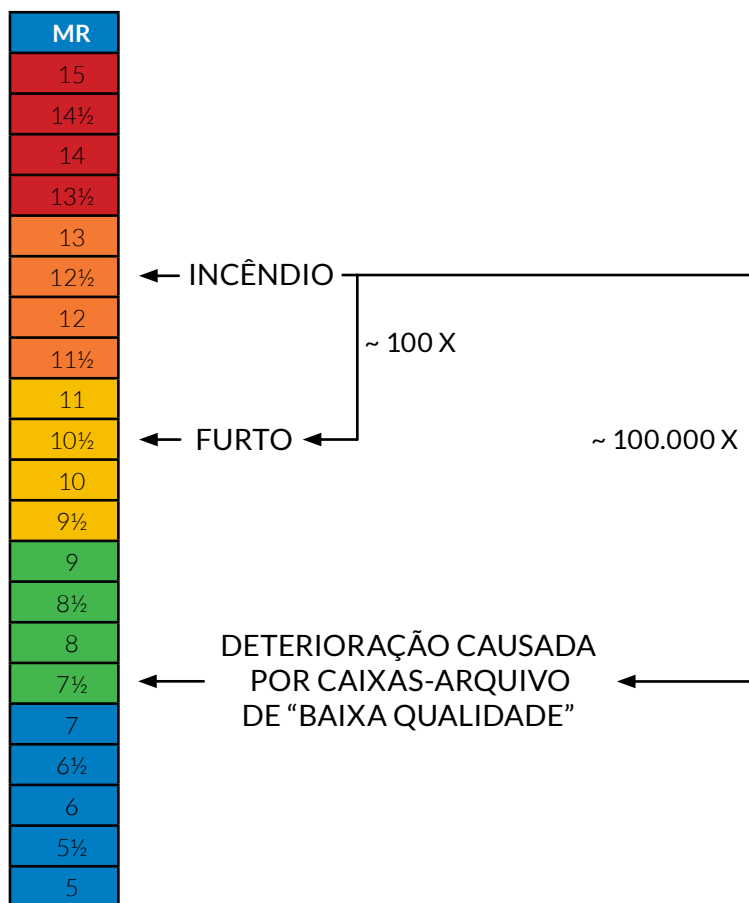 MR
15
14½
14
13½
13
12½
INCÊNDIO
12
~ 100 X
11½
11
10½
FURTO
~ 100.000 X
10
9½
9
8½
8
7½
DETERIORAÇÃO CAUSADA
POR CAIXAS-ARQUIVO
DE “BAIXA QUALIDADE”
7
6½
6
5½
5